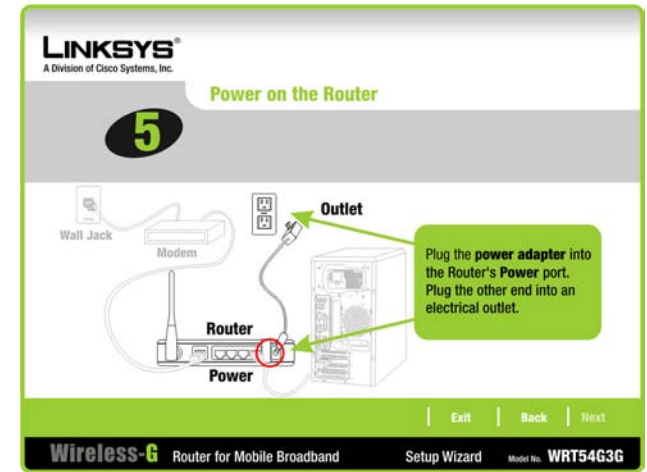 LINKSYS®
A Division of Cisco Systems, Inc.
Power on the Router
5
Outlet
Wall Jack
Modem
Plug the power adapter into
the Router's Power port.
Plug the other end into an
electrical outlet.
Router
Power
Exit
Back
Next
Wireless-G Router for Mobile Broadband Setup Wizard Model No. WRT54G3G